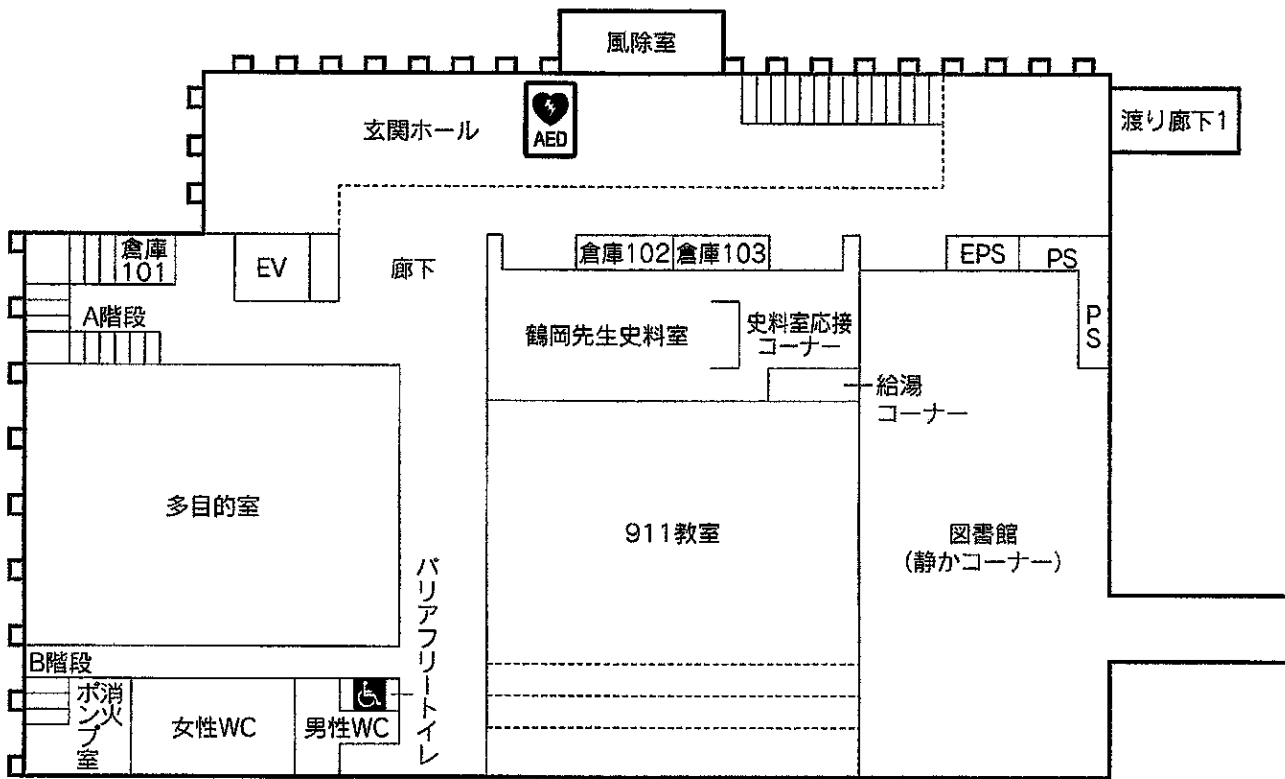 風除室
玄関ホール
AED
渡り廊下1
倉庫
101
EV
廊下
倉庫102
倉庫103
EPS
PS
PS
A階段
鶴岡先生史料室
史料室応接
コーナー
給湯
コーナー
多目的室
911教室
図書館
(静かコーナー)
バリアフリートイレ
B階段
消火
ポンプ室
女性WC
男性WC